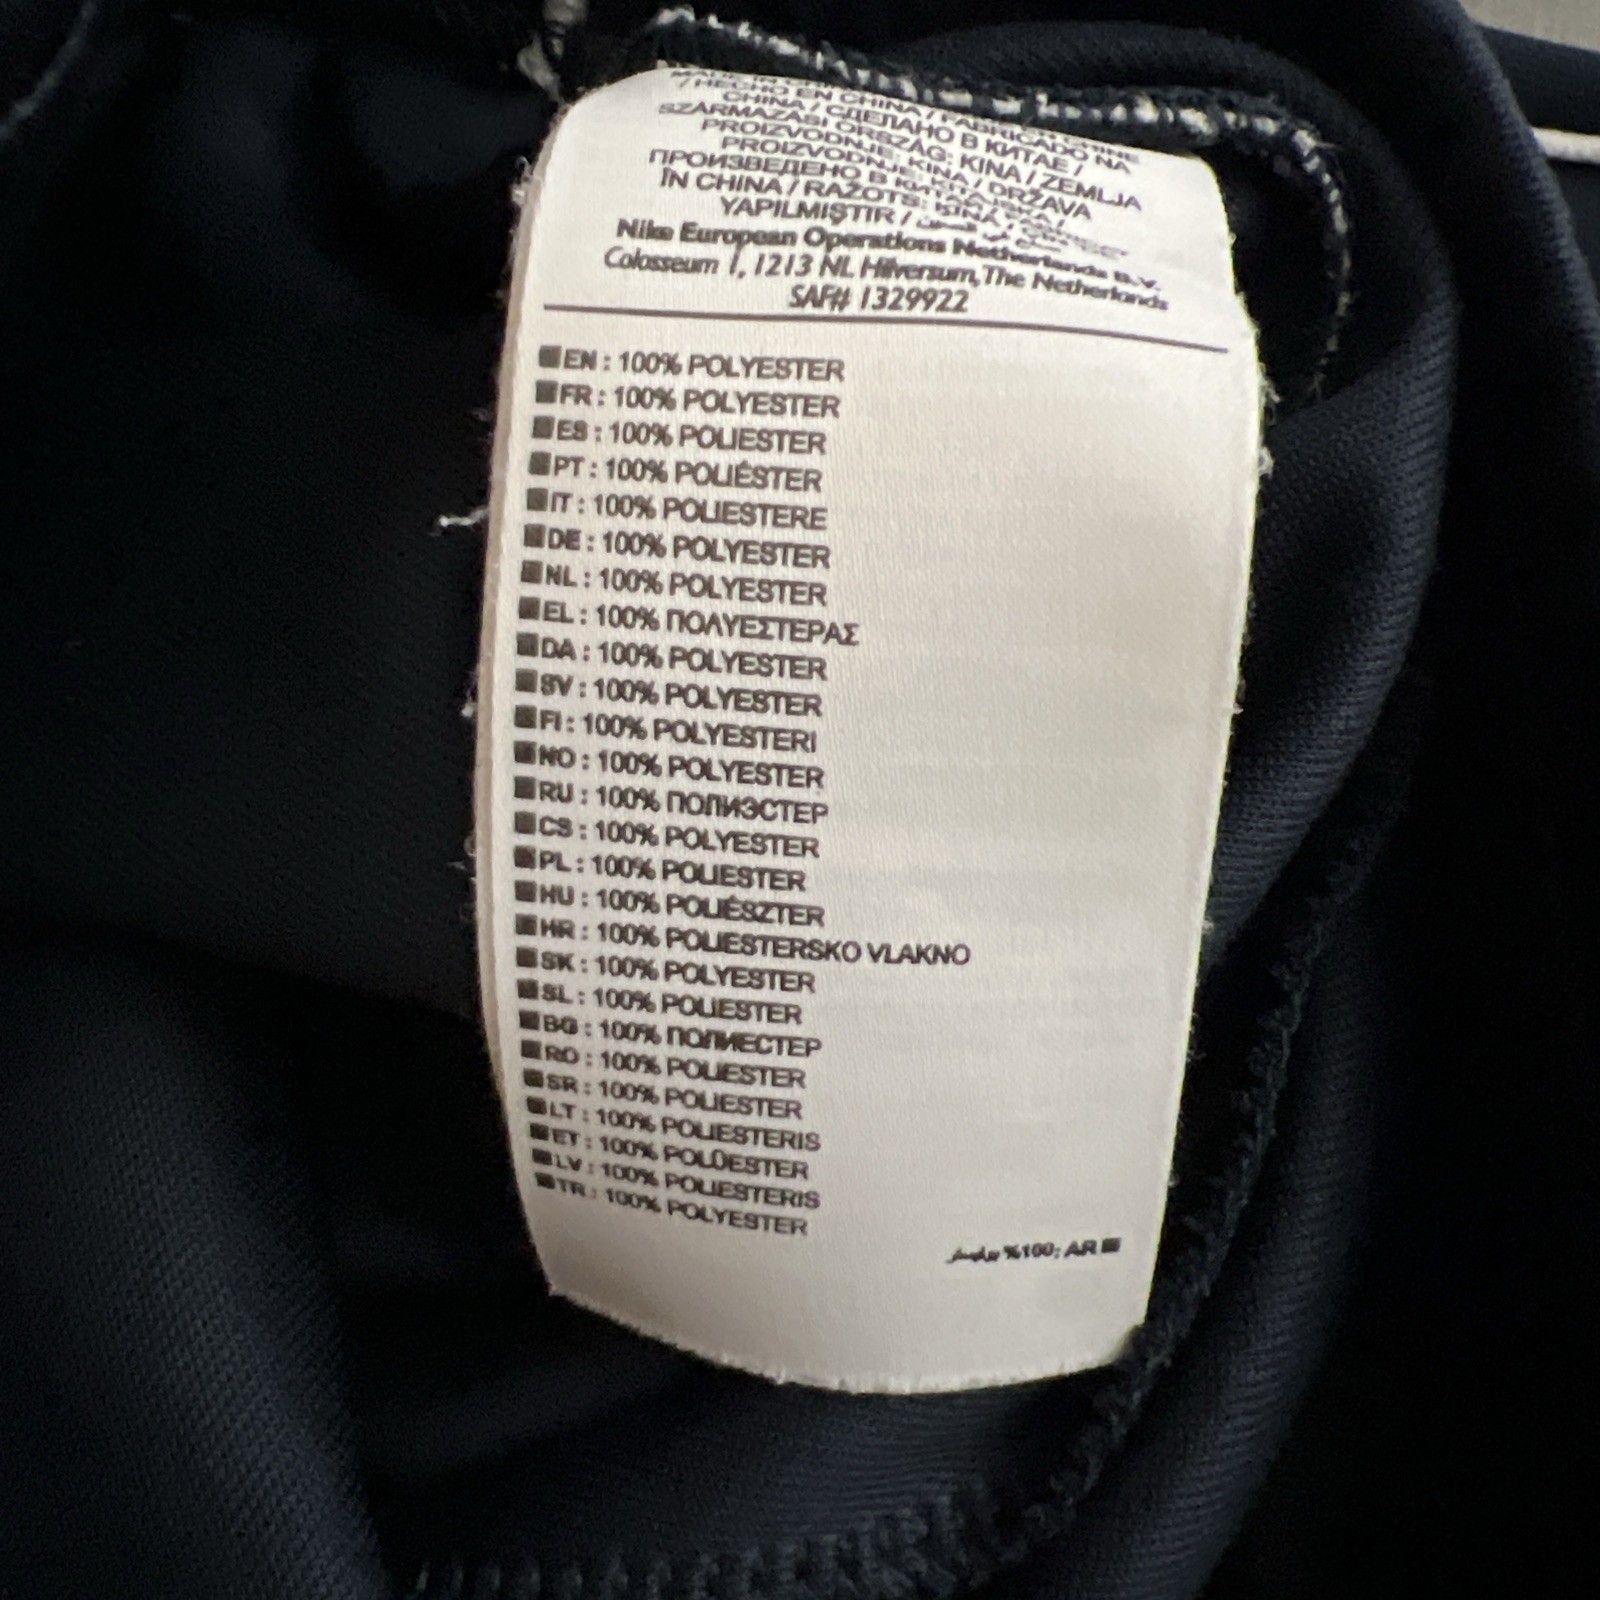 MADE IN
/ HECHO EN CHINA / FABRICADO NA
CHINA / СДЕЛАНО В КИТАЕ /
SZÁRMAZÁSI ORSZÁG: KÍNA / ZEMLJA
PROIZVODNJE: KINA / DRŽAVA
PROIZVODNJE:
ПРОИЗВЕДЕНО В
ÎN CHINA / RAŽOTS: ĶĪNĀ
YAPILMIŞTIR /
Nike European Operations Netherlands B.V.
Colosseum 1, 1213 NL Hilversum, The Netherlands
SAF# 1329922
EN : 100% POLYESTER
FR : 100% POLYESTER
ES : 100% POLIESTER
PT : 100% POLIÉSTER
IT : 100% POLIESTERE
DE : 100% POLYESTER
NL : 100% POLYESTER
EL : 100% ΠΟΛΥΕΣΤΕΡΑΣ
DA : 100% POLYESTER
SV : 100% POLYESTER
FI : 100% POLYESTERI
NO : 100% POLYESTER
RU : 100% ПОЛИЭСТЕР
CS : 100% POLYESTER
PL : 100% POLIESTER
HU : 100% POLIÉSZTER
HR : 100% POLIESTERSKO VLAKNO
SK : 100% POLYESTER
SL : 100% POLIESTER
BG : 100% ПОЛИЕСТЕР
RO : 100% POLIESTER
SR : 100% POLIESTER
LT : 100% POLIESTERIS
ET : 100% POLÜESTER
LV : 100% POLIESTERIS
TR : 100% POLYESTER
%100: AR